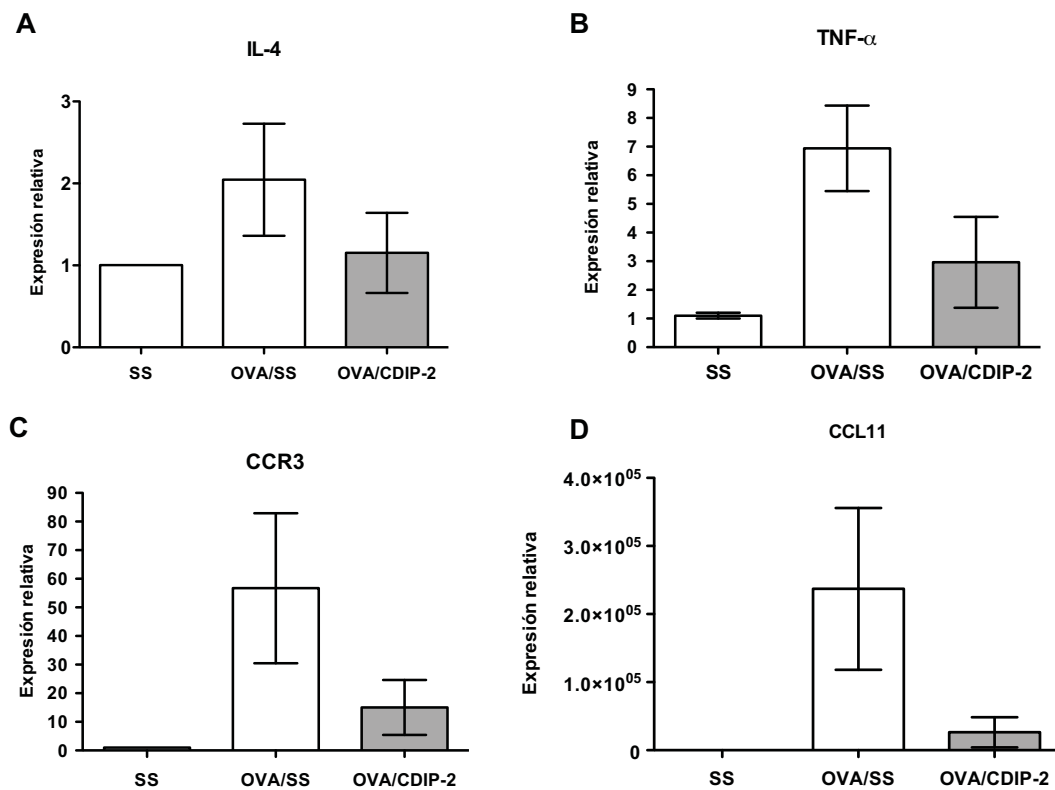 A
IL-4
Expresión relativa
3
2
1
0
SS OVA/SS OVA/CDIP-2
B
TNF-α
Expresión relativa
9
8
7
6
5
4
3
2
1
0
SS OVA/SS OVA/CDIP-2
C
CCR3
Expresión relativa
90
80
70
60
50
40
30
20
10
0
SS OVA/SS OVA/CDIP-2
D
CCL11
Expresión relativa
4.0×10⁰⁵
3.0×10⁰⁵
2.0×10⁰⁵
1.0×10⁰⁵
0
SS OVA/SS OVA/CDIP-2